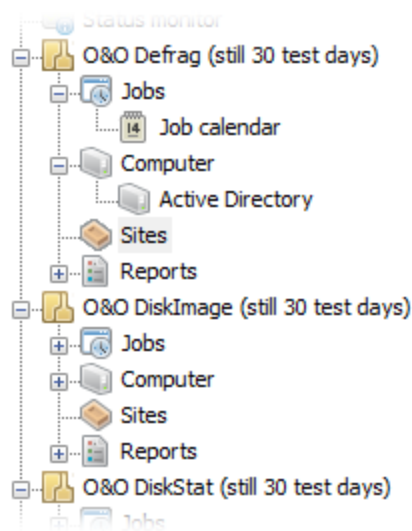 Status monitor
O&O Defrag (still 30 test days)
Jobs
14
Job calendar
Computer
Active Directory
Sites
Reports
O&O DiskImage (still 30 test days)
Jobs
Computer
Sites
Reports
O&O DiskStat (still 30 test days)
Jobs